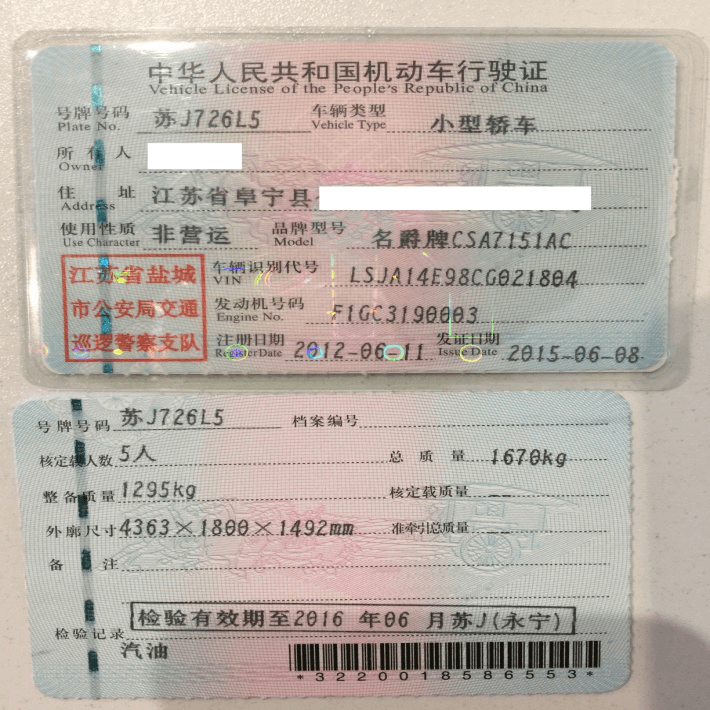 中华人民共和国机动车行驶证
Vehicle License of the People's Republic of China
号牌号码 苏J726L5 车辆类型 小型轿车
Plate No. Vehicle Type
所有人
Owner
住址 江苏省阜宁县
Address
使用性质 非营运 品牌型号 名爵牌CSA7151AC
Use Character Model
江苏省盐城
市公安局交通
巡逻警察支队
车辆识别代号 LSJA14E98CG021804
VIN
发动机号码 F1GC3190003
Engine No.
注册日期 2012-06-11 发证日期 2015-06-08
Register Date Issue Date
号牌号码 苏J726L5 档案编号
核定载人数 5人 总质量 1670kg
整备质量 1295kg 核定载质量 --
外廓尺寸 4363×1800×1492mm 准牵引总质量 --
备注
检验记录 检验有效期至2016 年06 月苏J(永宁)
汽油
*3220018586553*